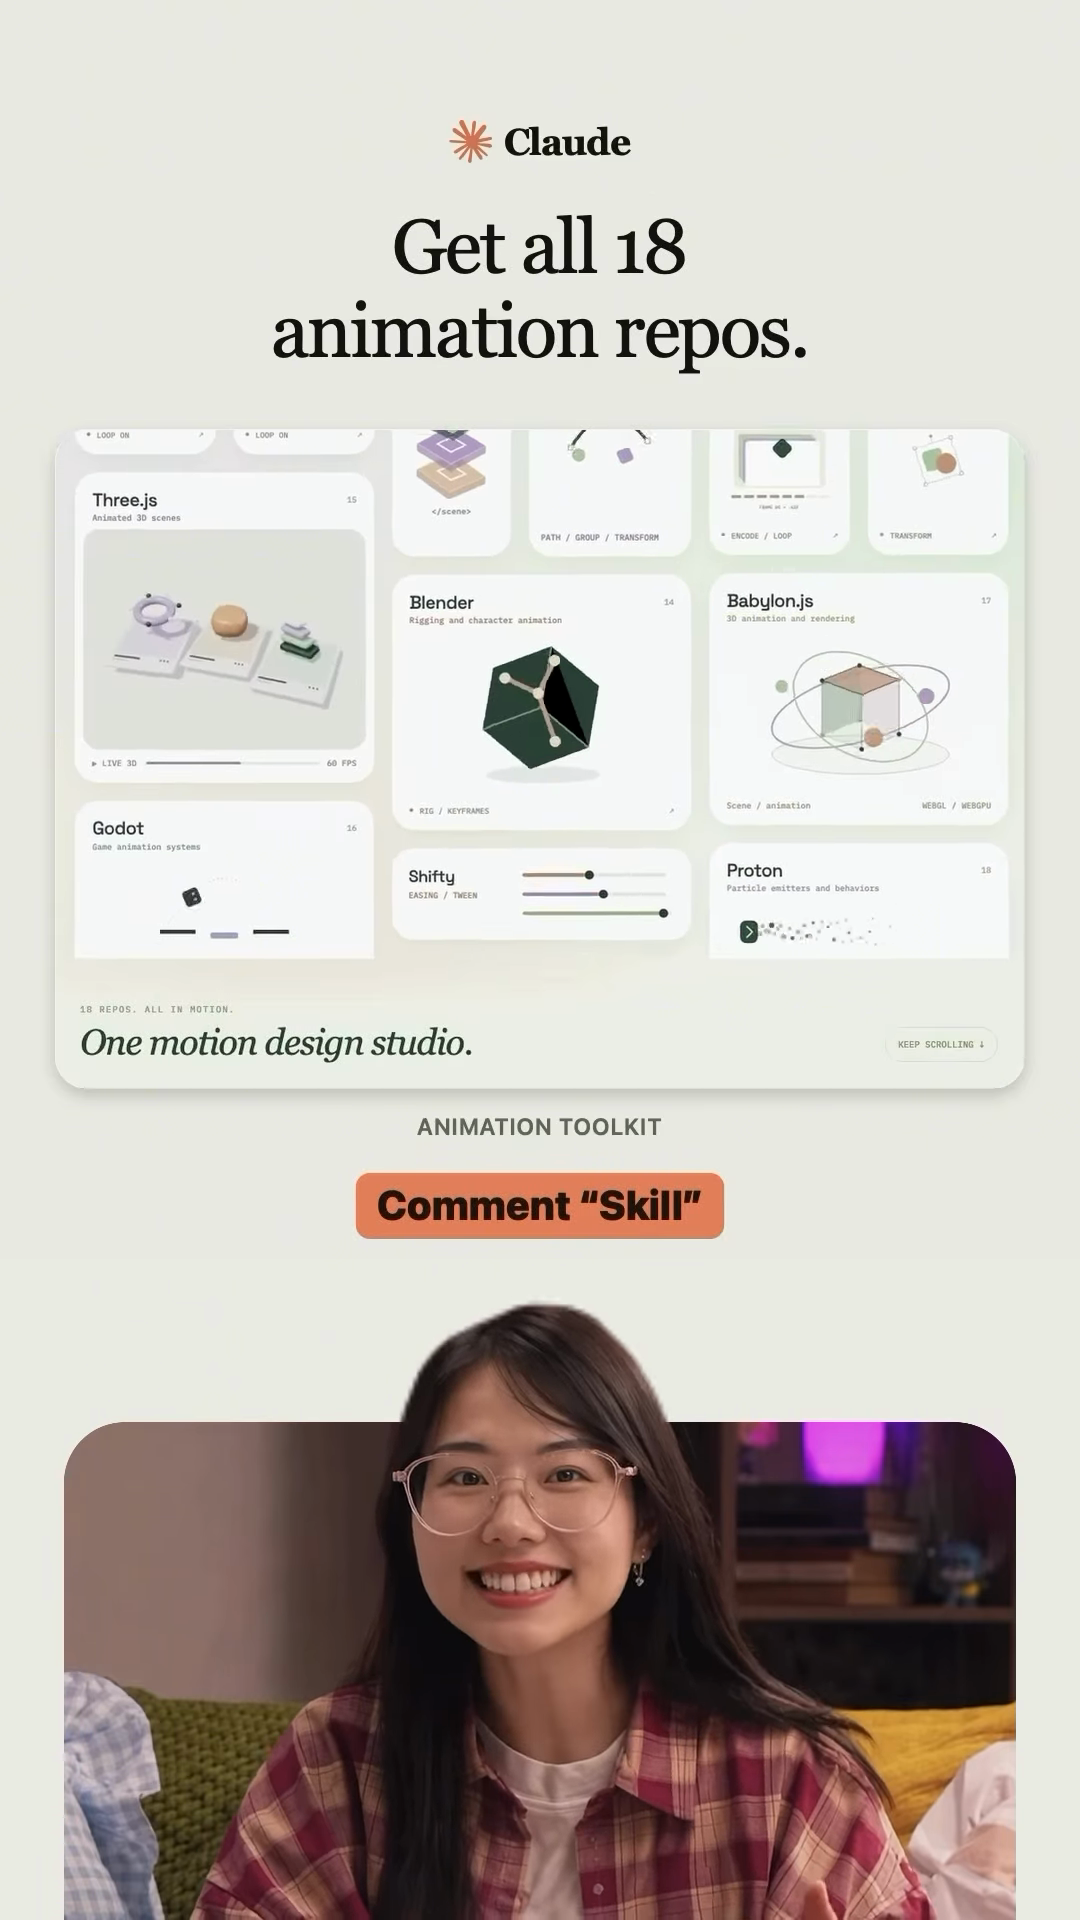 Claude
Get all 18
animation repos.
LOOP ON ↗
LOOP ON ↗
Three.js 15
Animated 3D scenes
▶ LIVE 3D 60 FPS
Godot 16
Game animation systems
</scene>
PATH / GROUP / TRANSFORM
Blender 14
Rigging and character animation
RIG / KEYFRAMES ↗
Shifty
EASING / TWEEN
ENCODE / LOOP ↗
TRANSFORM ↗
Babylon.js 17
3D animation and rendering
Scene / animation WEBGL / WEBGPU
Proton 18
Particle emitters and behaviors
18 REPOS. ALL IN MOTION.
One motion design studio.
KEEP SCROLLING ↓
ANIMATION TOOLKIT
Comment “Skill”